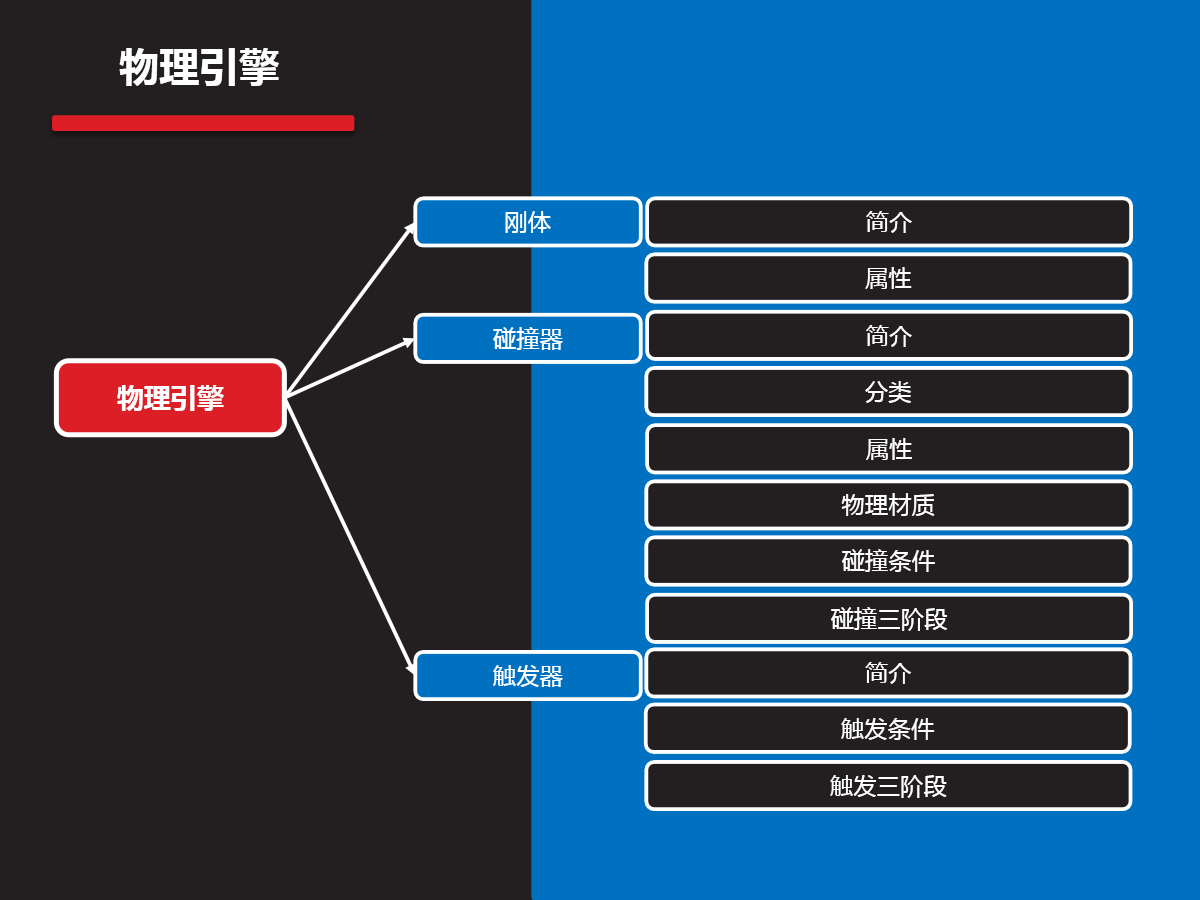 物理引擎
刚体
简介
属性
碰撞器
简介
分类
属性
物理材质
碰撞条件
碰撞三阶段
物理引擎
触发器
简介
触发条件
触发三阶段